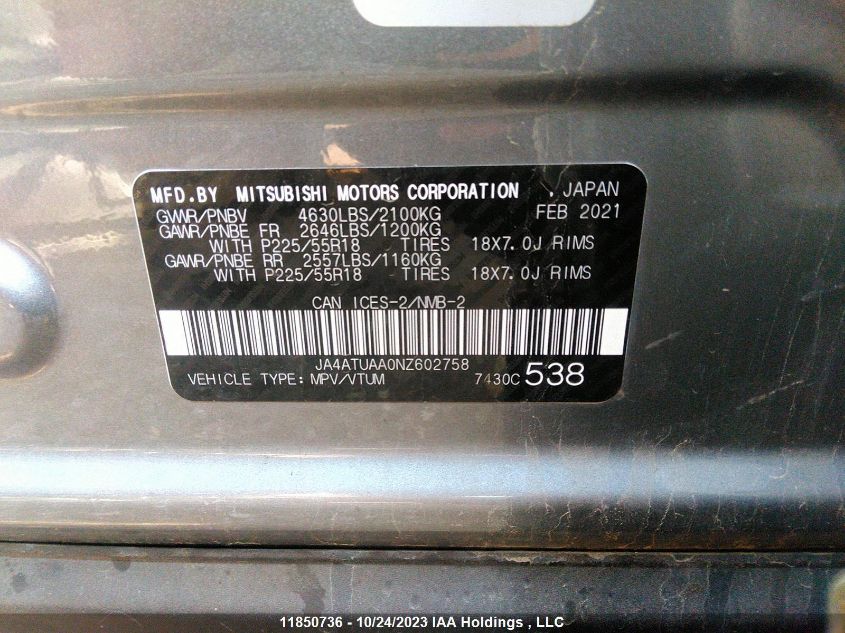 MFD.BY MITSUBISHI MOTORS CORPORATION , JAPAN
GVWR/PNBV 4630LBS/2100KG FEB 2021
GAWR/PNBE FR 2646LBS/1200KG
WITH P225/55R18 TIRES 18X7.0J RIMS
GAWR/PNBE RR 2557LBS/1160KG
WITH P225/55R18 TIRES 18X7.0J RIMS
CAN ICES-2/NMB-2
JA4ATUAA0NZ602758
VEHICLE TYPE: MPV/VTUM 7430C 538
11850736 - 10/24/2023 IAA Holdings , LLC